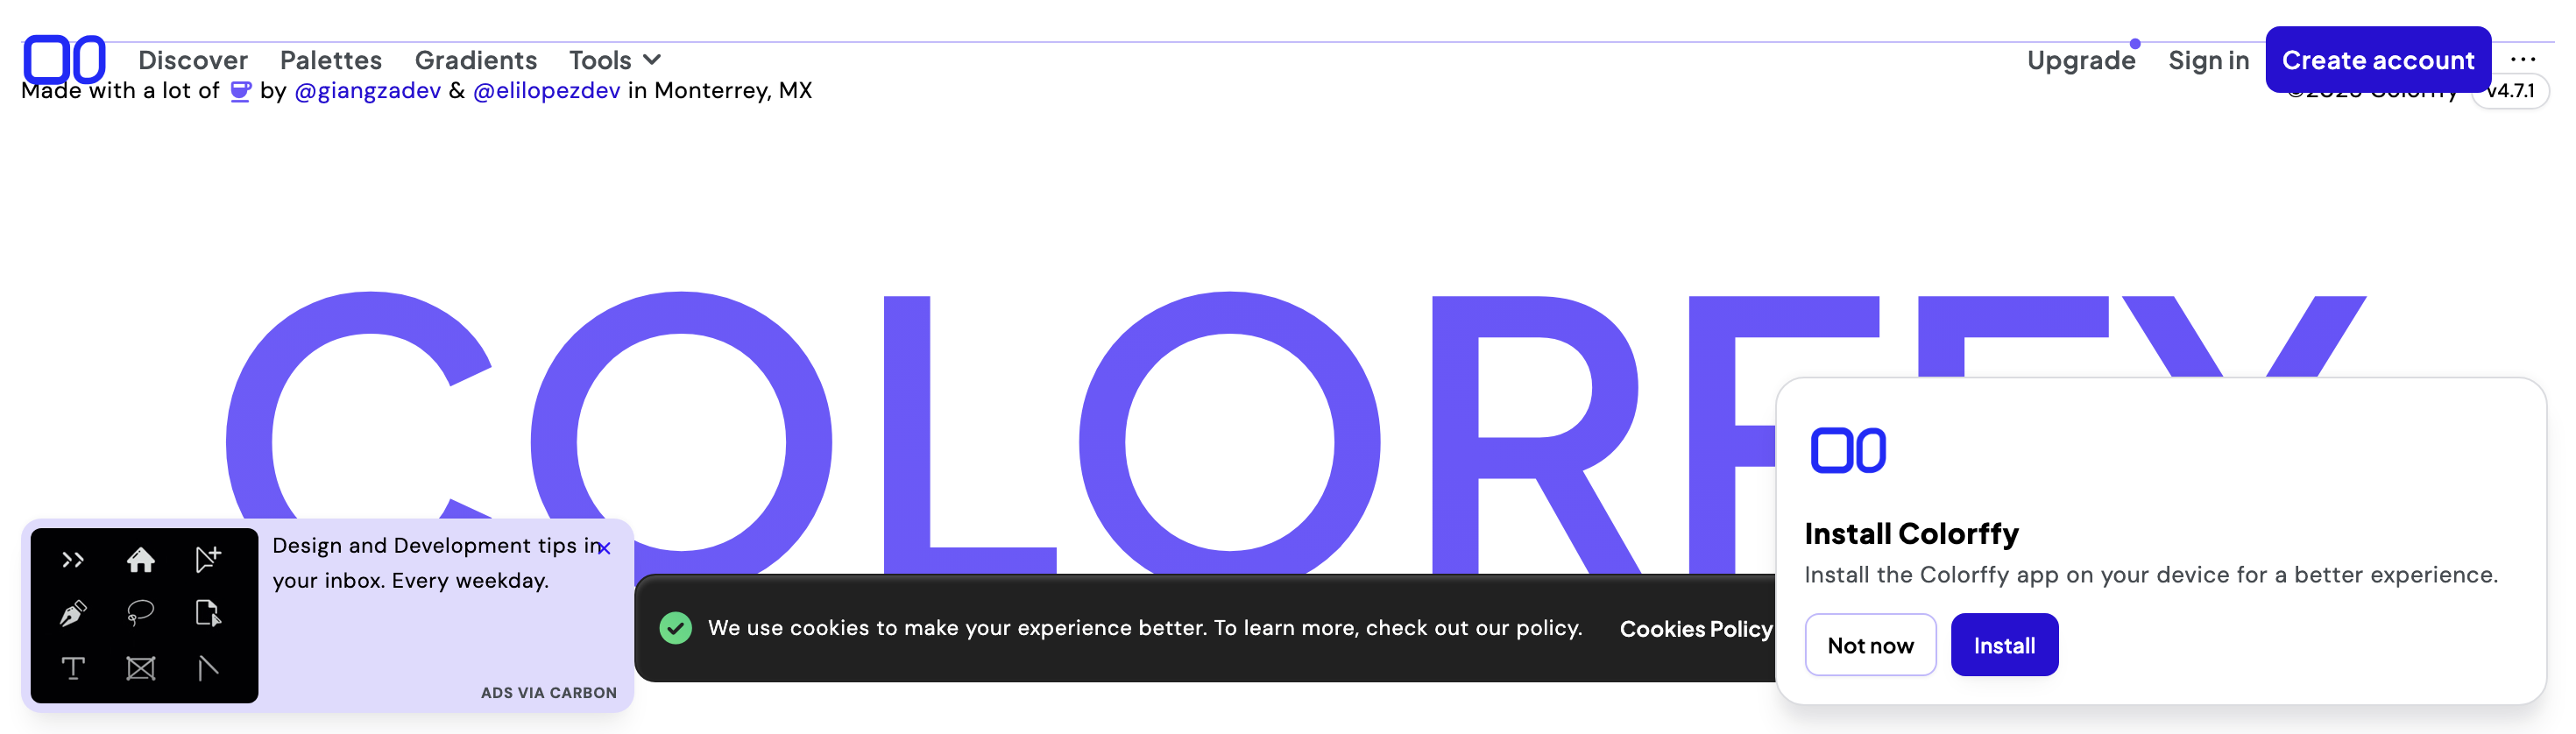 Discover Palettes Gradients Tools
Upgrade Sign in Create account
Made with a lot of by @giangzadev & @elilopezdev in Monterrey, MX
Colorffy v4.7.1
COLORFFY
Design and Development tips in
your inbox. Every weekday.
ADS VIA CARBON
We use cookies to make your experience better. To learn more, check out our policy. Cookies Policy
Install Colorffy
Install the Colorffy app on your device for a better experience.
Not now Install